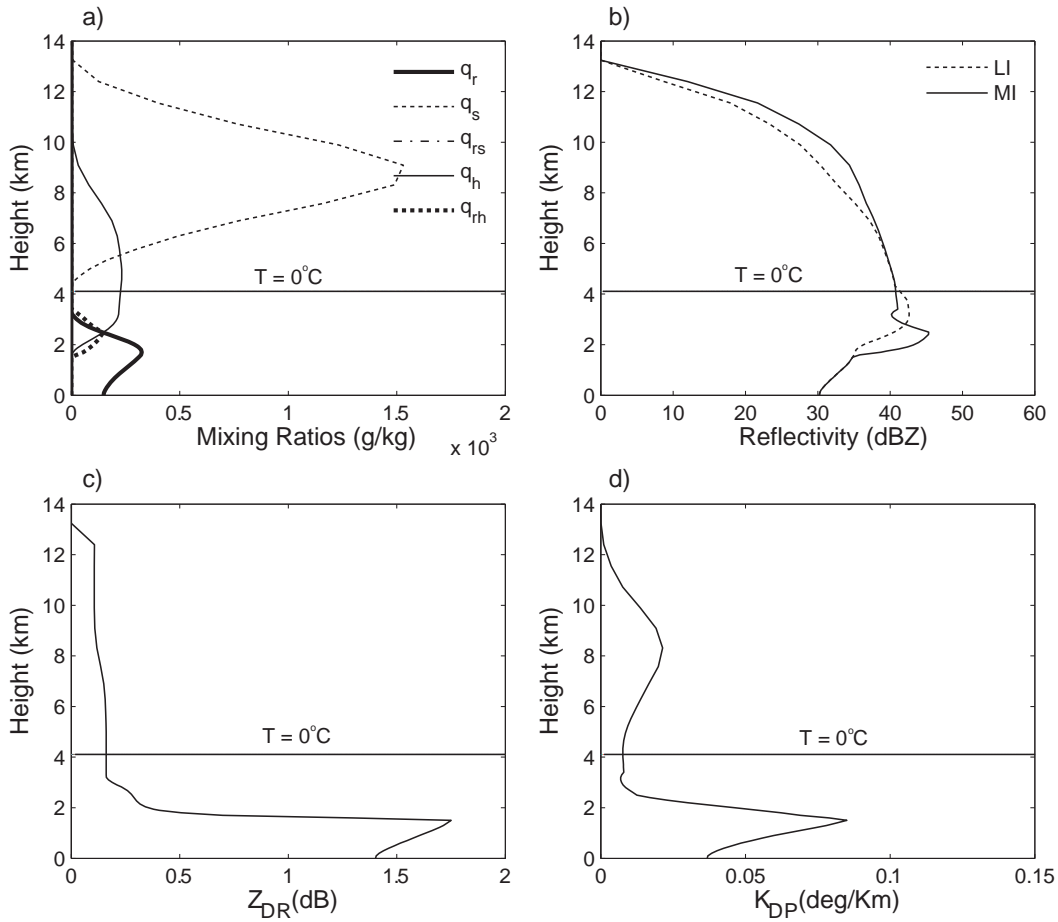 a)
14
12
10
8
6
4
2
0
Height (km)
q_r
q_s
q_rs
q_h
q_rh
T = 0°C
0 0.5 1 1.5 2
Mixing Ratios (g/kg)
x 10³
b)
14
12
10
8
6
4
2
0
Height (km)
LI
MI
T = 0°C
0 10 20 30 40 50 60
Reflectivity (dBZ)
c)
14
12
10
8
6
4
2
0
Height (km)
T = 0°C
0 0.5 1 1.5 2
Z_DR(dB)
d)
14
12
10
8
6
4
2
0
Height (km)
T = 0°C
0 0.05 0.1 0.15
K_DP(deg/Km)